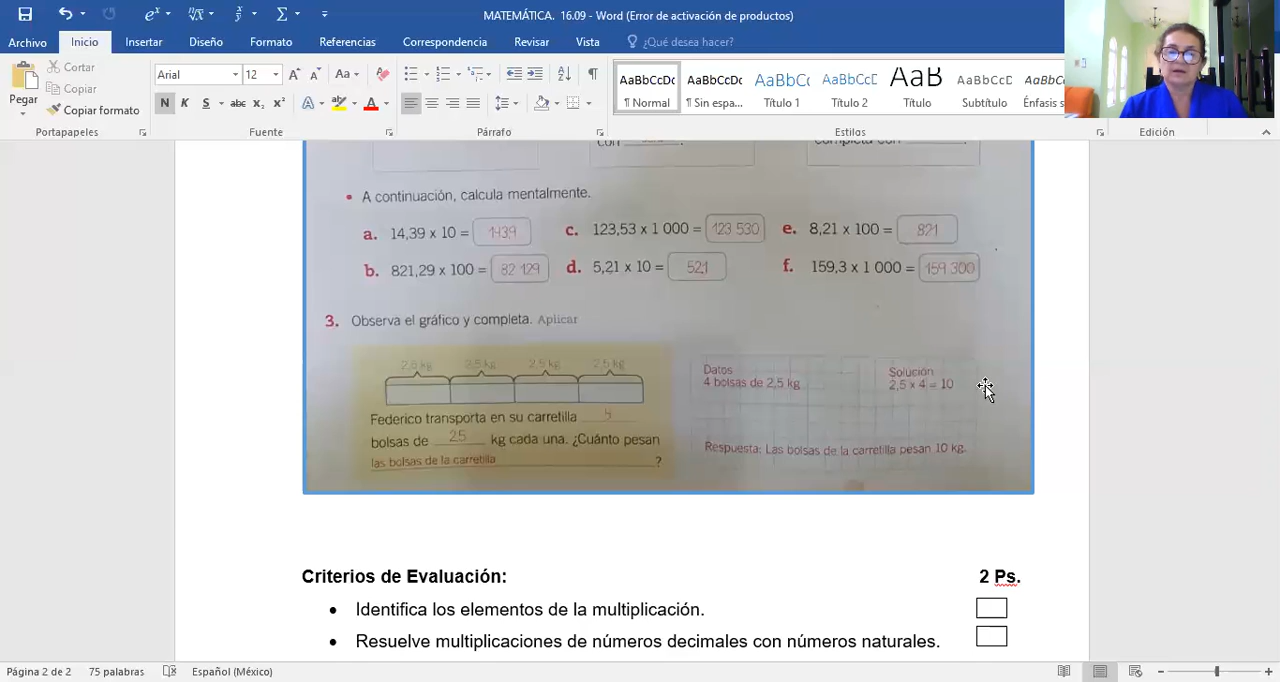 MATEMÁTICA. 16.09 - Word (Error de activación de productos)
Archivo Inicio Insertar Diseño Formato Referencias Correspondencia Revisar Vista ¿Qué desea hacer?
Pegar
Cortar
Copiar
Copiar formato
Arial 12
AaBbCcDc AaBbCcDc AaBbCc AaBbCcD AaB AaBbCcD AaBbC
¶ Normal ¶ Sin espa... Título 1 Título 2 Título Subtítulo Énfasis s
Portapapeles Fuente Párrafo Estilos Edición
• A continuación, calcula mentalmente.
a. 14,39 x 10 = 143,9 c. 123,53 x 1 000 = 123 530 e. 8,21 x 100 = 821
b. 821,29 x 100 = 82 129 d. 5,21 x 10 = 52,1 f. 159,3 x 1 000 = 159 300
3. Observa el gráfico y completa. Aplicar
2,5 kg 2,5 kg 2,5 kg 2,5 kg
Federico transporta en su carretilla 4
bolsas de 2,5 kg cada una. ¿Cuánto pesan
las bolsas de la carretilla ?
Datos
4 bolsas de 2,5 kg
Solución
2,5 x 4 = 10
Respuesta: Las bolsas de la carretilla pesan 10 kg.
Criterios de Evaluación: 2 Ps.
• Identifica los elementos de la multiplicación.
• Resuelve multiplicaciones de números decimales con números naturales.
Página 2 de 2 75 palabras Español (México)